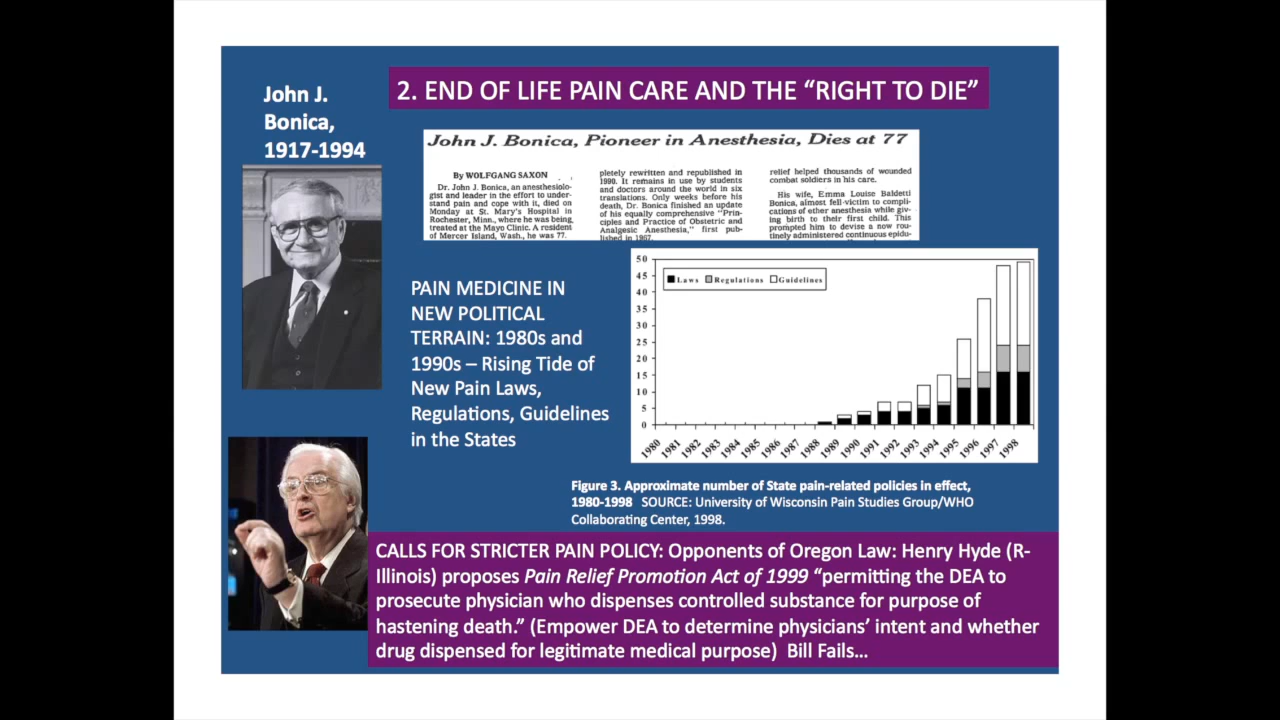 John J.
Bonica,
1917-1994
2. END OF LIFE PAIN CARE AND THE “RIGHT TO DIE”
John J. Bonica, Pioneer in Anesthesia, Dies at 77
By WOLFGANG SAXON
Dr. John J. Bonica, an anesthesiolo-
gist and leader in the effort to under-
stand pain and cope with it, died on
Monday at St. Mary's Hospital in
Rochester, Minn., where he was being
treated at the Mayo Clinic. A resident
of Mercer Island, Wash., he was 77.
pletely rewritten and republished in
1990. It remains in use by students
and doctors around the world in six
translations. Only weeks before his
death, Dr. Bonica finished an update
of his equally comprehensive “Prin-
ciples and Practice of Obstetric and
Analgesic Anesthesia,” first pub-
lished in 1967.
relief helped thousands of wounded
combat soldiers in his care.
His wife, Emma Louise Baldetti
Bonica, almost fell victim to compli-
cations of ether anesthesia while giv-
ing birth to their first child. This
prompted him to devise a now rou-
tinely administered continuous epidu-
PAIN MEDICINE IN
NEW POLITICAL
TERRAIN: 1980s and
1990s – Rising Tide of
New Pain Laws,
Regulations, Guidelines
in the States
Laws Regulations Guidelines
50
45
40
35
30
25
20
15
10
5
0
1980 1981 1982 1983 1984 1985 1986 1987 1988 1989 1990 1991 1992 1993 1994 1995 1996 1997 1998
Figure 3. Approximate number of State pain-related policies in effect,
1980-1998 SOURCE: University of Wisconsin Pain Studies Group/WHO
Collaborating Center, 1998.
CALLS FOR STRICTER PAIN POLICY: Opponents of Oregon Law: Henry Hyde (R-
Illinois) proposes Pain Relief Promotion Act of 1999 “permitting the DEA to
prosecute physician who dispenses controlled substance for purpose of
hastening death.” (Empower DEA to determine physicians’ intent and whether
drug dispensed for legitimate medical purpose) Bill Fails…